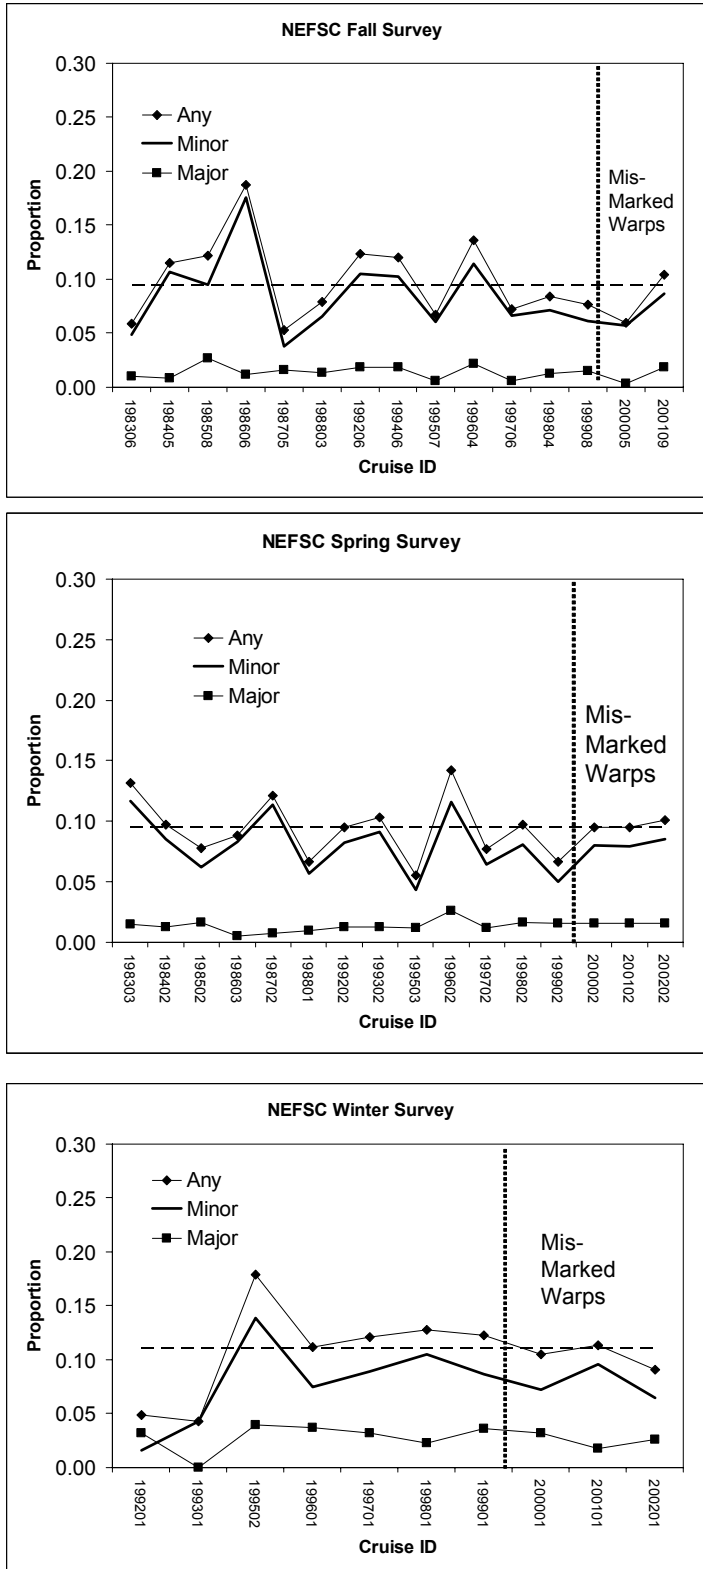 NEFSC Fall Survey
0.30
0.25
0.20
0.15
0.10
0.05
0.00
Proportion
Any
Minor
Major
Mis-
Marked
Warps
198306
198405
198508
198606
198705
198803
199206
199406
199507
199604
199706
199804
199908
200005
200109
Cruise ID
NEFSC Spring Survey
0.30
0.25
0.20
0.15
0.10
0.05
0.00
Proportion
Any
Minor
Major
Mis-
Marked
Warps
198303
198402
198502
198603
198702
198801
199202
199302
199503
199602
199702
199802
199902
200002
200102
200202
Cruise ID
NEFSC Winter Survey
0.30
0.25
0.20
0.15
0.10
0.05
0.00
Proportion
Any
Minor
Major
Mis-
Marked
Warps
199201
199301
199502
199601
199701
199801
199901
200001
200101
200201
Cruise ID